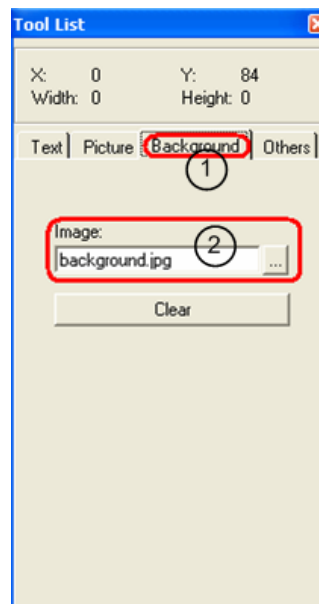 Tool List
X: 0 Y: 84
Width: 0 Height: 0
Text Picture Background Others
1
Image:
2
background.jpg ...
Clear